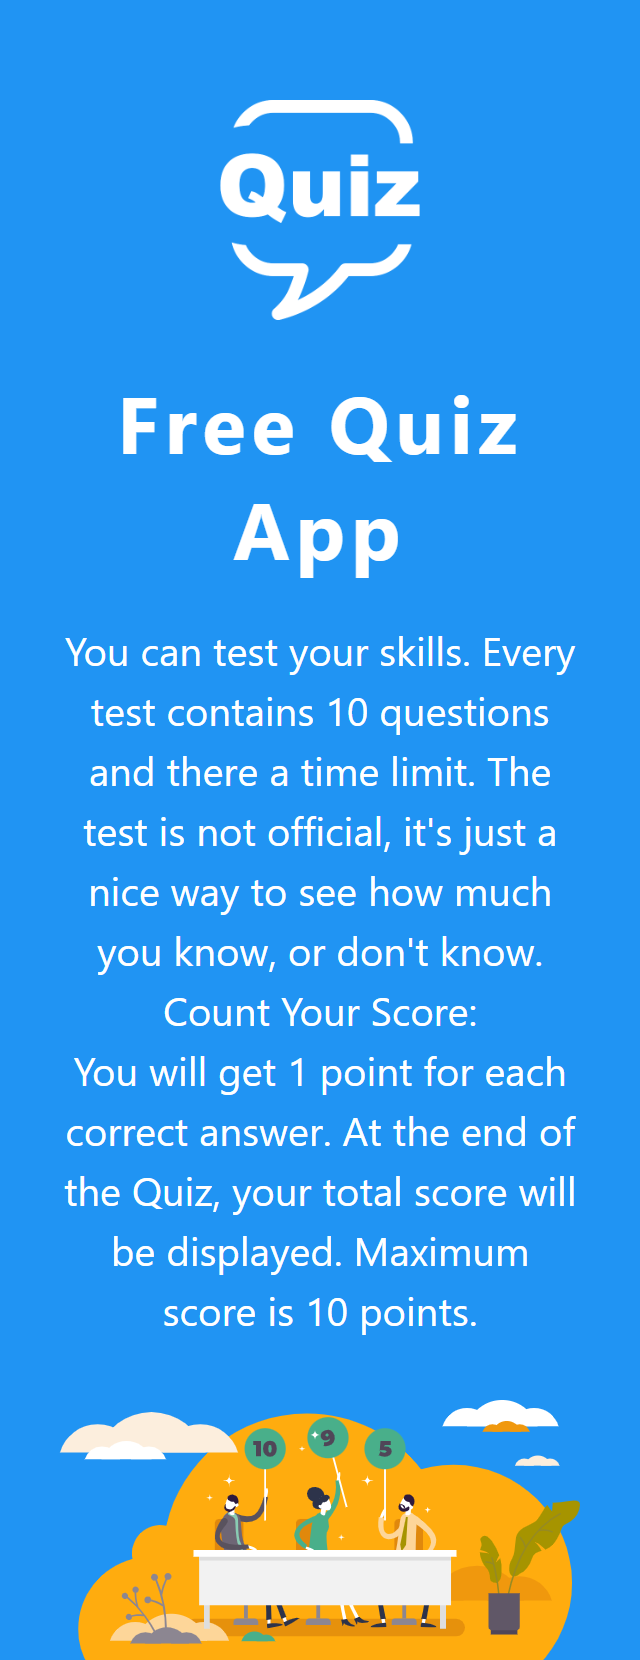 Quiz
Free Quiz
App
You can test your skills. Every
test contains 10 questions
and there a time limit. The
test is not official, it's just a
nice way to see how much
you know, or don't know.
Count Your Score:
You will get 1 point for each
correct answer. At the end of
the Quiz, your total score will
be displayed. Maximum
score is 10 points.
10 9 5